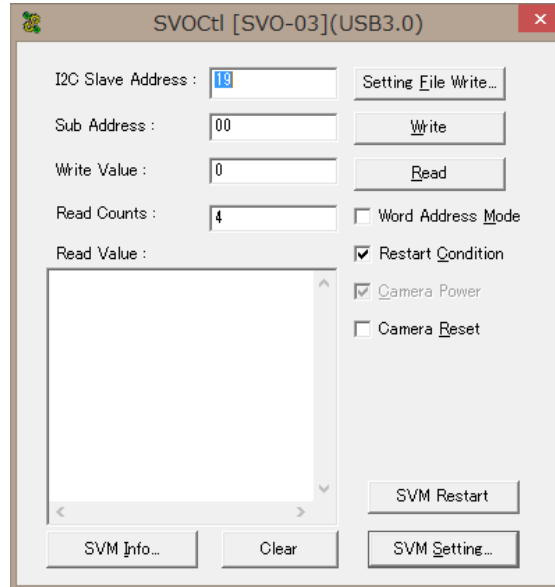 SVOCtl [SVO-03](USB3.0)
I2C Slave Address : 19 Setting File Write...
Sub Address : 00 Write
Write Value : 0 Read
Read Counts : 4 Word Address Mode
Read Value : Restart Condition
Camera Power
Camera Reset
SVM Restart
SVM Info... Clear SVM Setting...